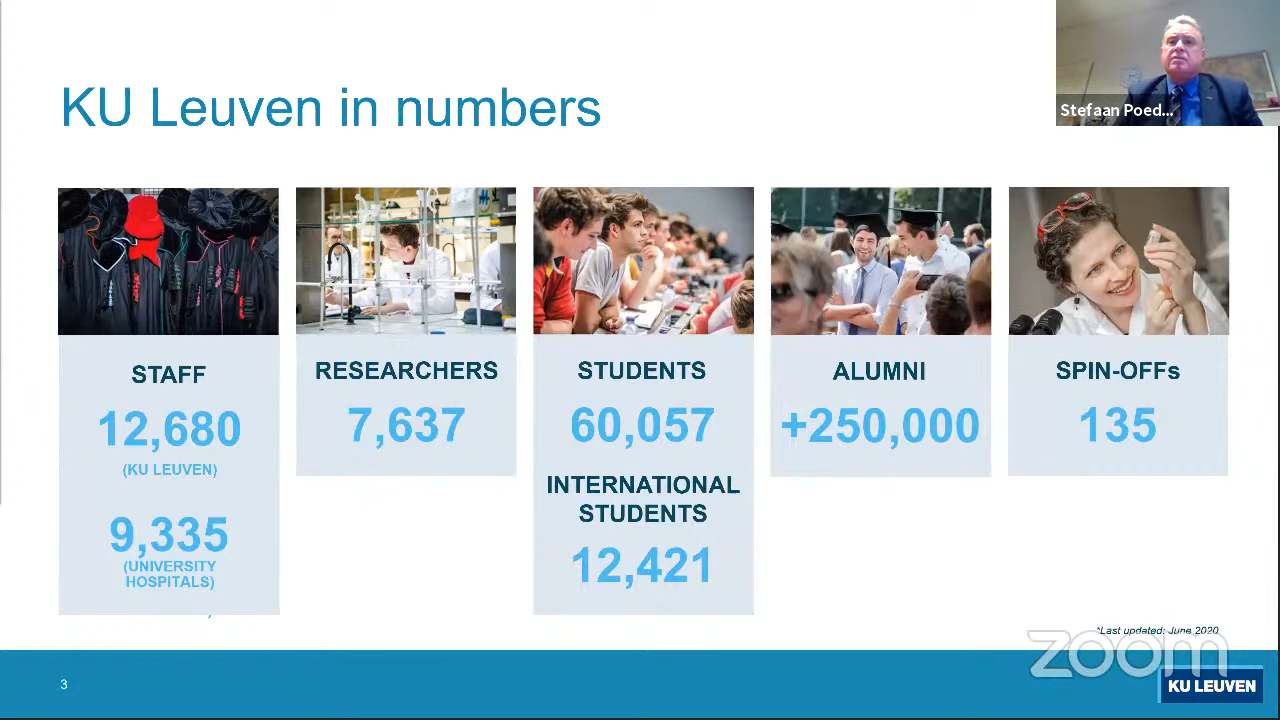 KU Leuven in numbers
Stefaan Poed...
STAFF
12,680
(KU LEUVEN)
9,335
(UNIVERSITY
HOSPITALS)
RESEARCHERS
7,637
STUDENTS
60,057
INTERNATIONAL
STUDENTS
12,421
ALUMNI
+250,000
SPIN-OFFs
135
*Last updated: June 2020
zoom
3
KU LEUVEN